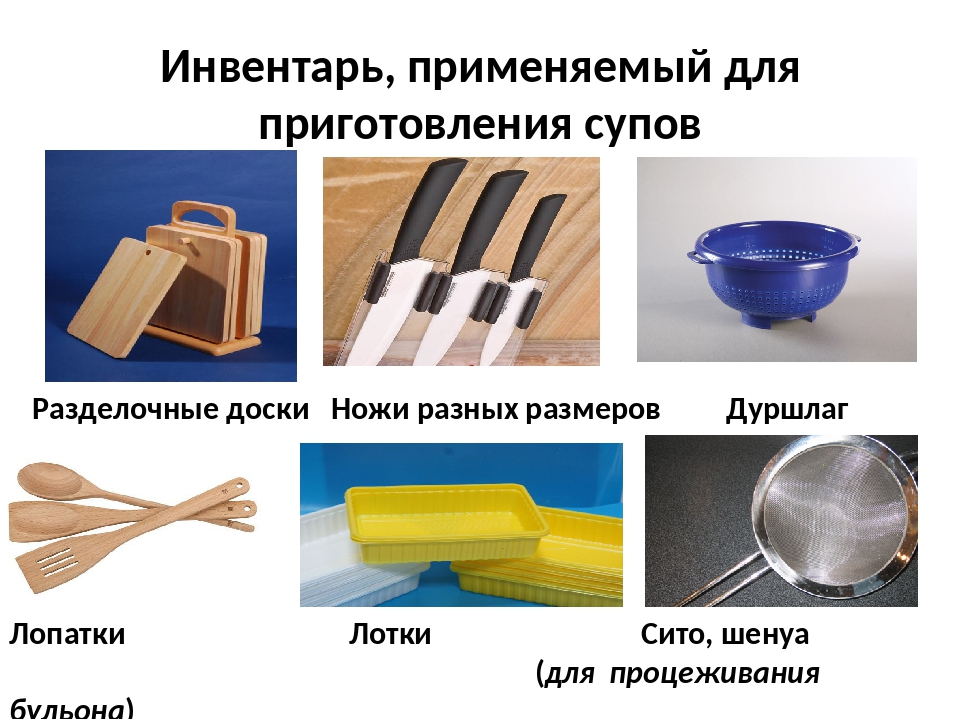 Инвентарь, применяемый для
приготовления супов
Разделочные доски Ножи разных размеров Дуршлаг
Лопатки Лотки Сито, шенуа
(для процеживания
бульона)